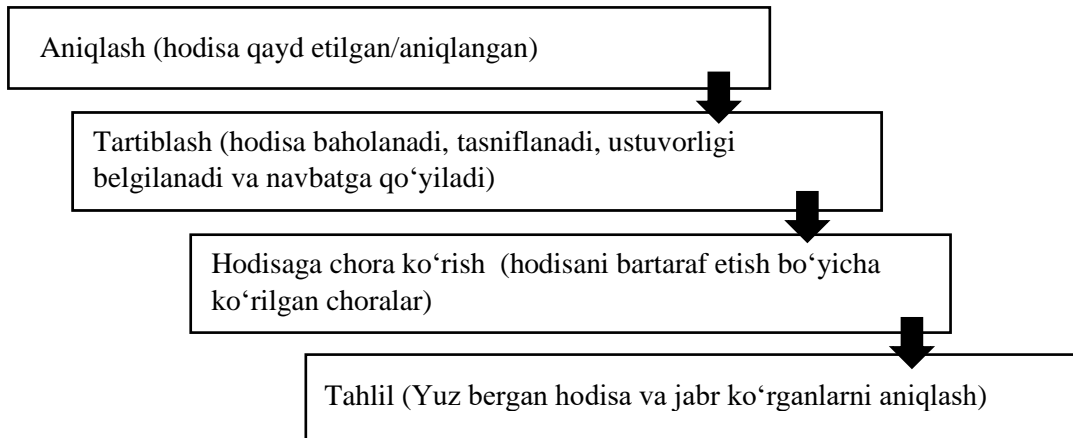 Aniqlash (hodisa qayd etilgan/aniqlangan)
Tartiblash (hodisa baholanadi, tasniflanadi, ustuvorligi
belgilanadi va navbatga qo‘yiladi)
Hodisaga chora ko‘rish (hodisani bartaraf etish bo‘yicha
ko‘rilgan choralar)
Tahlil (Yuz bergan hodisa va jabr ko‘rganlarni aniqlash)